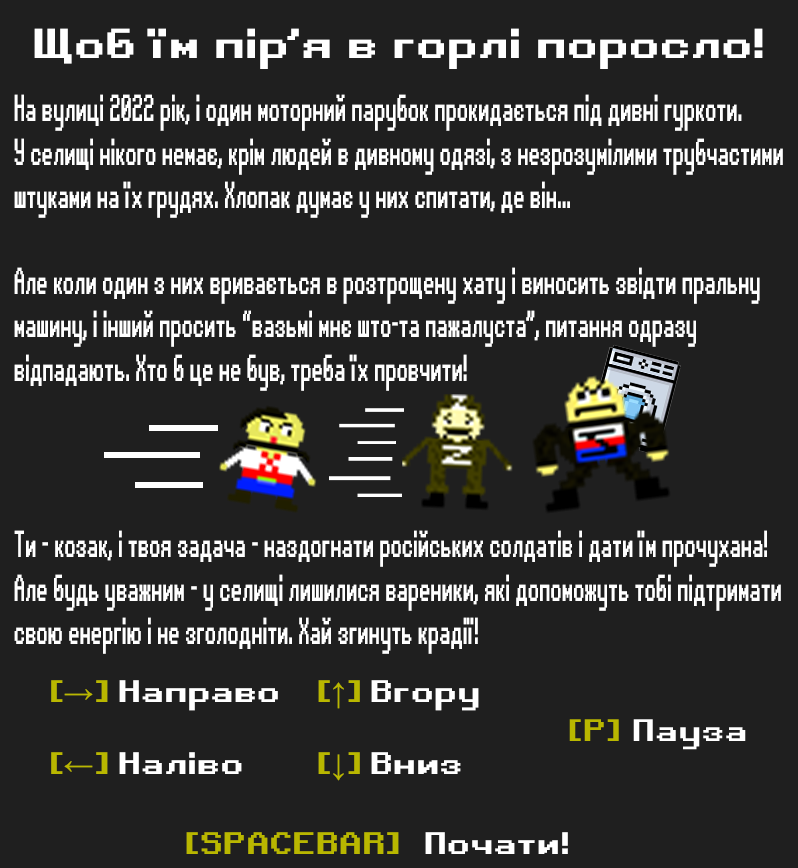 Щоб їм пір'я в горлі поросло!
На вулиці 2022 рік, і один моторний парубок прокидається під дивні гуркоти.
У селищі нікого немає, крім людей в дивному одязі, з незрозумілими трубчастими
штуками на їх грудях. Хлопак думає у них спитати, де він...
Але коли один з них вривається в розтрощену хату і виносить звідти пральну
машину, і інший просить “вазьмі мнє што-та пажалуста”, питання одразу
відпадають. Хто б це не був, треба їх провчити!
Ти - козак, і твоя задача - наздогнати російських солдатів і дати їм прочухана!
Але будь уважним - у селищі лишилися вареники, які допоможуть тобі підтримати
свою енергію і не зголодніти. Хай згинуть крадії!
[→] Направо [↑] Вгору
[P] Пауза
[←] Наліво [↓] Вниз
[SPACEBAR] Почати!